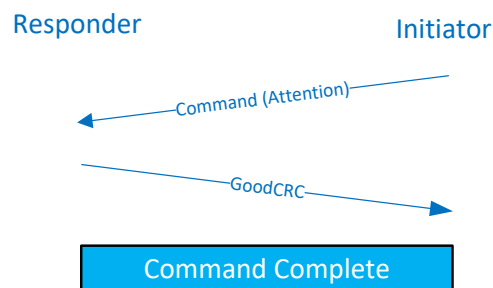 Responder
Initiator
Command (Attention)
GoodCRC
Command Complete